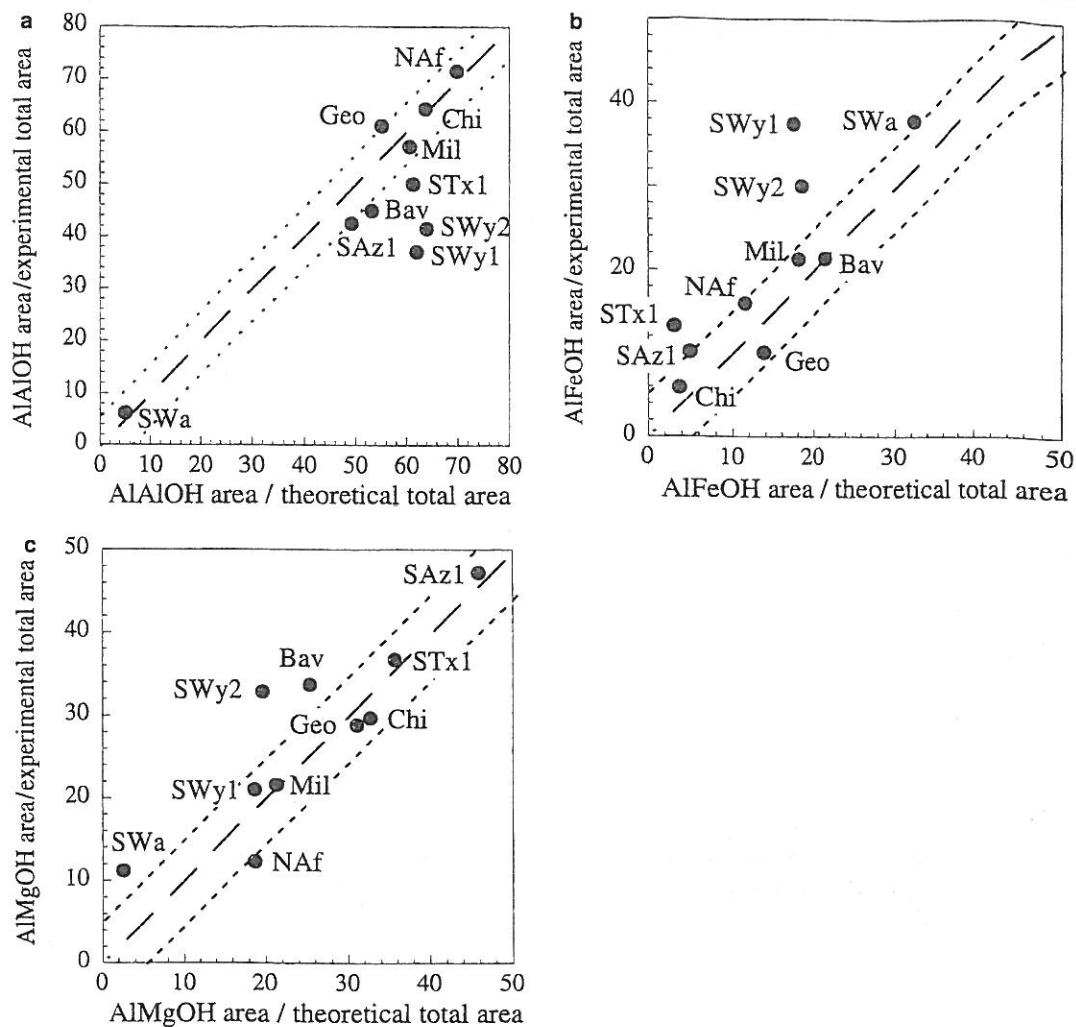 a
80
70
60
50
40
30
20
10
0
AlAlOH area/experimental total area
NAf
Geo
Chi
Mil
STx1
Bav
SWy2
SAz1
SWy1
SWa
0 10 20 30 40 50 60 70 80
AlAlOH area / theoretical total area
b
40
20
0
AlFeOH area/experimental total area
SWy1
SWa
SWy2
Mil
Bav
NAf
STx1
SAz1
Geo
Chi
0 10 20 30 40 50
AlFeOH area / theoretical total area
c
50
40
30
20
10
0
AlMgOH area/experimental total area
SAz1
Bav
STx1
SWy2
Geo
Chi
SWy1
Mil
SWa
NAf
0 10 20 30 40 50
AlMgOH area / theoretical total area